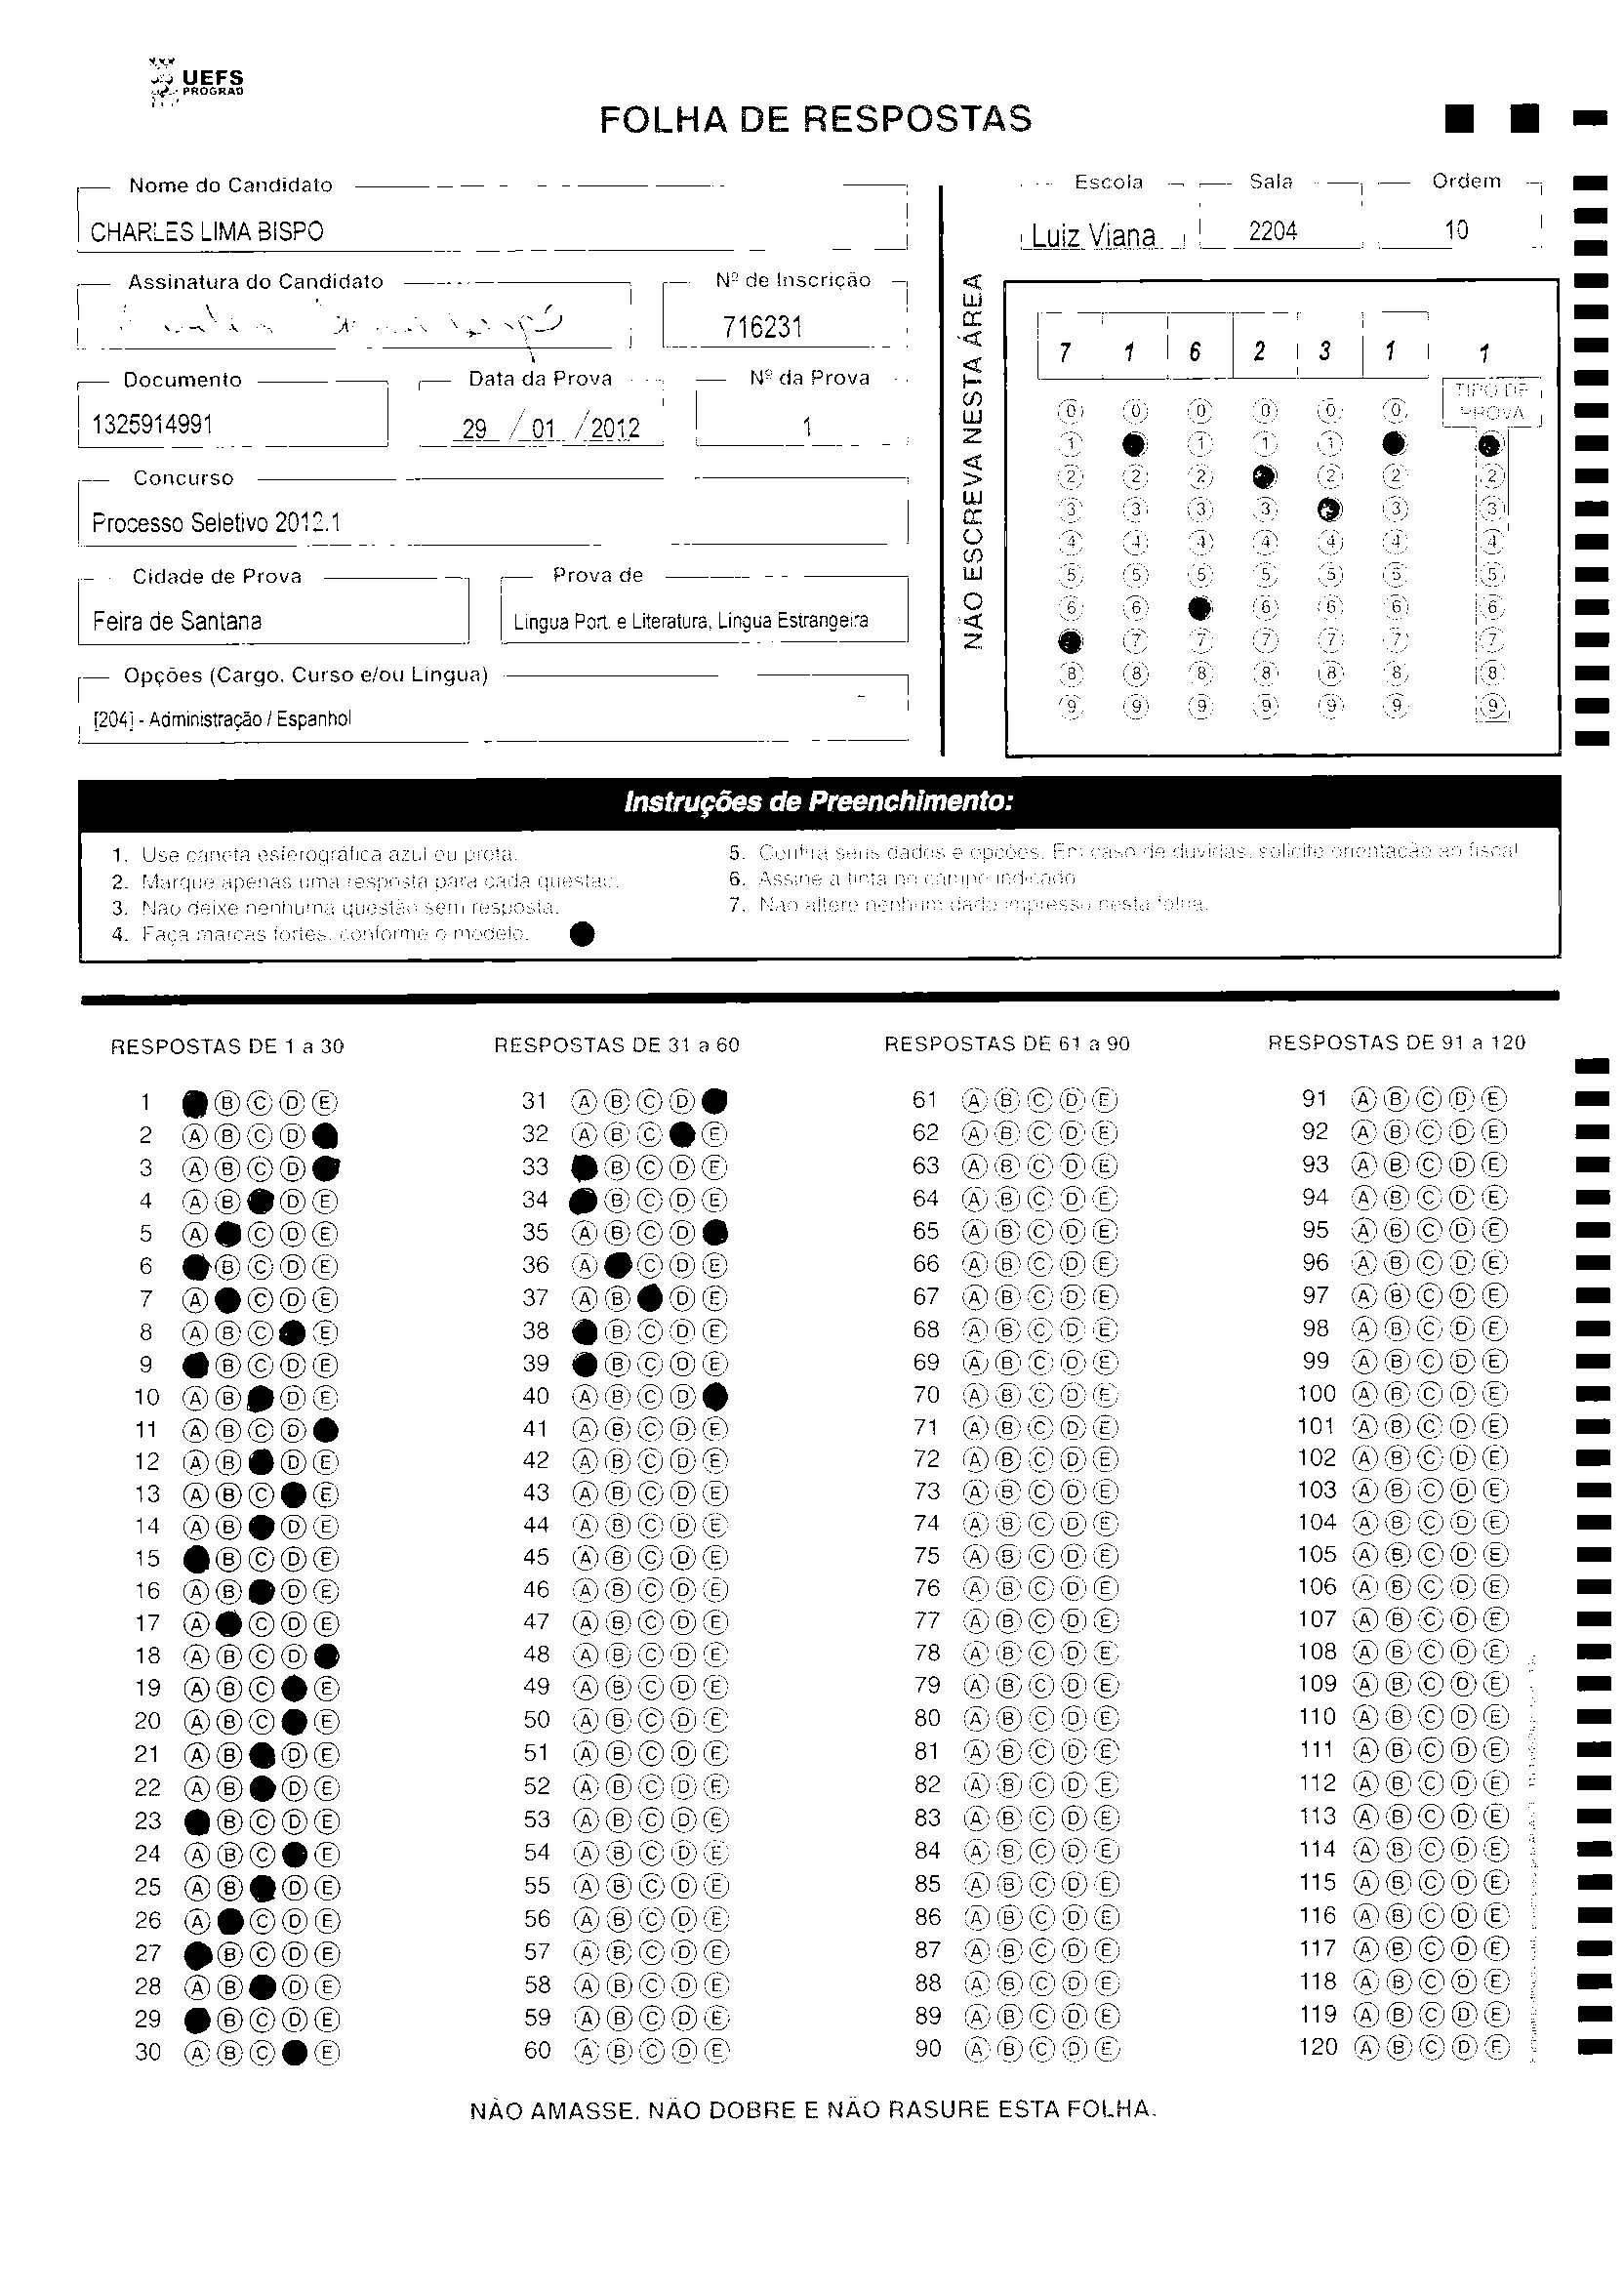 UEFS
PROGRAD
FOLHA DE RESPOSTAS
Nome do Candidato
CHARLES LIMA BISPO
Assinatura do Candidato
Nº de Inscrição
716231
Documento
1325914991
Data da Prova
29 / 01 / 2012
Nº da Prova
1
Concurso
Processo Seletivo 2012.1
Cidade de Prova
Feira de Santana
Prova de
Lingua Port. e Literatura, Lingua Estrangeira
Opções (Cargo, Curso e/ou Lingua)
[204] - Administração / Espanhol
NÃO ESCREVA NESTA ÁREA
Escola
Luiz Viana
Sala
2204
Ordem
10
7 1 6 2 3 1 1
TIPO DE
PROVA
0 0 0 0 0 0
1 1 1 1
2 2 2 2 2 2
3 3 3 3 3 3
4 4 4 4 4 4 4
5 5 5 5 5 5 5
6 6 6 6 6 6
7 7 7 7 7 7
8 8 8 8 8 8 8
9 9 9 9 9 9 9
Instruções de Preenchimento:
1. Use caneta esferográfica azul ou preta.
2. Marque apenas uma resposta para cada questão.
3. Não deixe nenhuma questão sem resposta.
4. Faça marcas fortes, conforme o modelo.
5. Confira seus dados e opções. Em caso de dúvidas, solicite orientação ao fiscal
6. Assine a tinta no campo indicado
7. Não altere nenhum dado impresso nesta folha.
RESPOSTAS DE 1 a 30
1 B C D E
2 A B C D
3 A B C D
4 A B D E
5 A C D E
6 B C D E
7 A C D E
8 A B C E
9 B C D E
10 A B D E
11 A B C D
12 A B D E
13 A B C E
14 A B D E
15 B C D E
16 A B D E
17 A C D E
18 A B C D
19 A B C E
20 A B C E
21 A B D E
22 A B D E
23 B C D E
24 A B C E
25 A B D E
26 A C D E
27 B C D E
28 A B D E
29 B C D E
30 A B C E
RESPOSTAS DE 31 a 60
31 A B C D
32 A B C E
33 B C D E
34 B C D E
35 A B C D
36 A C D E
37 A B D E
38 B C D E
39 B C D E
40 A B C D
41 A B C D E
42 A B C D E
43 A B C D E
44 A B C D E
45 A B C D E
46 A B C D E
47 A B C D E
48 A B C D E
49 A B C D E
50 A B C D E
51 A B C D E
52 A B C D E
53 A B C D E
54 A B C D E
55 A B C D E
56 A B C D E
57 A B C D E
58 A B C D E
59 A B C D E
60 A B C D E
RESPOSTAS DE 61 a 90
61 A B C D E
62 A B C D E
63 A B C D E
64 A B C D E
65 A B C D E
66 A B C D E
67 A B C D E
68 A B C D E
69 A B C D E
70 A B C D E
71 A B C D E
72 A B C D E
73 A B C D E
74 A B C D E
75 A B C D E
76 A B C D E
77 A B C D E
78 A B C D E
79 A B C D E
80 A B C D E
81 A B C D E
82 A B C D E
83 A B C D E
84 A B C D E
85 A B C D E
86 A B C D E
87 A B C D E
88 A B C D E
89 A B C D E
90 A B C D E
RESPOSTAS DE 91 a 120
91 A B C D E
92 A B C D E
93 A B C D E
94 A B C D E
95 A B C D E
96 A B C D E
97 A B C D E
98 A B C D E
99 A B C D E
100 A B C D E
101 A B C D E
102 A B C D E
103 A B C D E
104 A B C D E
105 A B C D E
106 A B C D E
107 A B C D E
108 A B C D E
109 A B C D E
110 A B C D E
111 A B C D E
112 A B C D E
113 A B C D E
114 A B C D E
115 A B C D E
116 A B C D E
117 A B C D E
118 A B C D E
119 A B C D E
120 A B C D E
NÃO AMASSE, NÃO DOBRE E NÃO RASURE ESTA FOLHA.